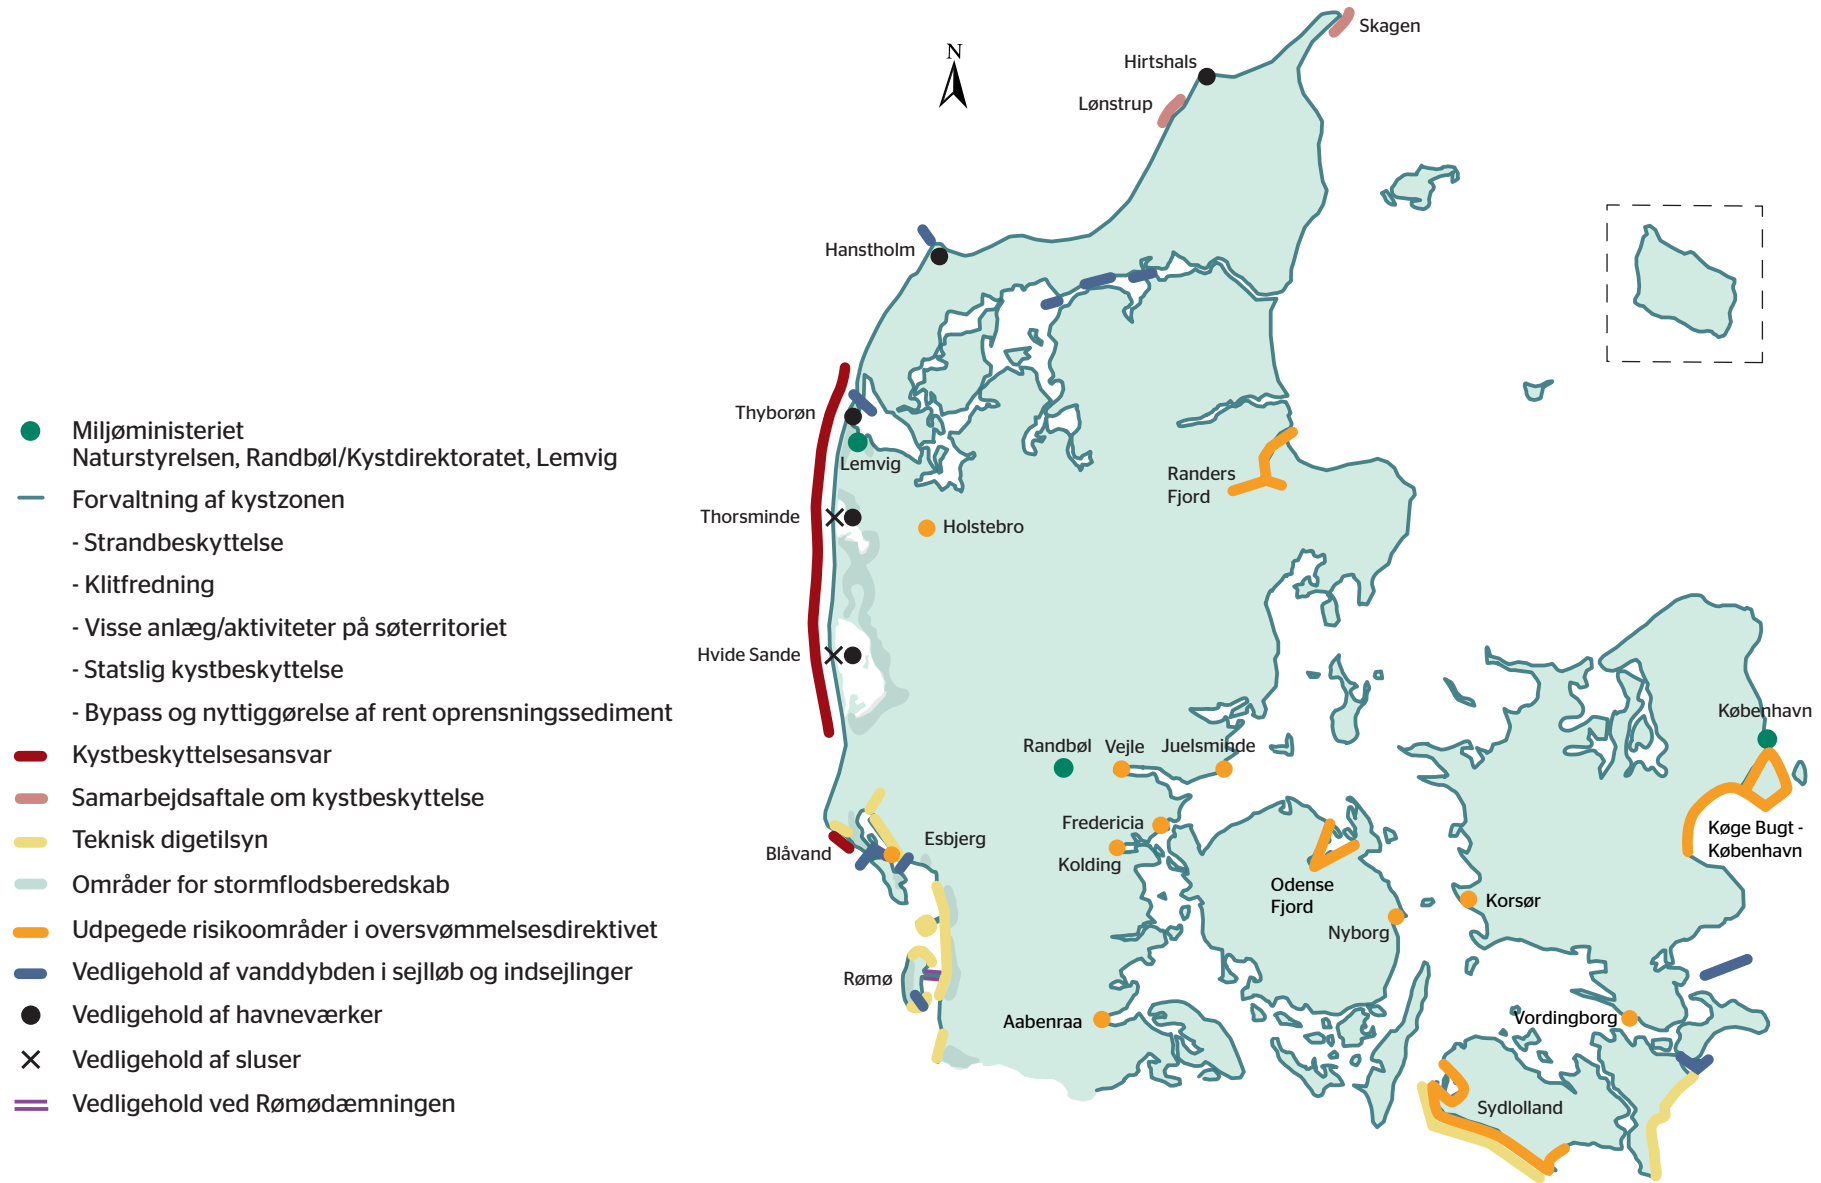 N
Skagen
Hirtshals
Lønstrup
Hanstholm
Thyborøn
Lemvig
Randers
Fjord
Thorsminde
Holstebro
Hvide Sande
København
Randbøl
Vejle
Juelsminde
Fredericia
Kolding
Blåvand
Esbjerg
Køge Bugt -
København
Odense
Fjord
Korsør
Nyborg
Rømø
Aabenraa
Vordingborg
Sydlolland
Miljøministeriet
Naturstyrelsen, Randbøl/Kystdirektoratet, Lemvig
Forvaltning af kystzonen
- Strandbeskyttelse
- Klitfredning
- Visse anlæg/aktiviteter på søterritoriet
- Statslig kystbeskyttelse
- Bypass og nyttiggørelse af rent oprensningssediment
Kystbeskyttelsesansvar
Samarbejdsaftale om kystbeskyttelse
Teknisk digetilsyn
Områder for stormflodsberedskab
Udpegede risikoområder i oversvømmelsesdirektivet
Vedligehold af vanddybden i sejlløb og indsejlinger
Vedligehold af havneværker
Vedligehold af sluser
Vedligehold ved Rømødæmningen